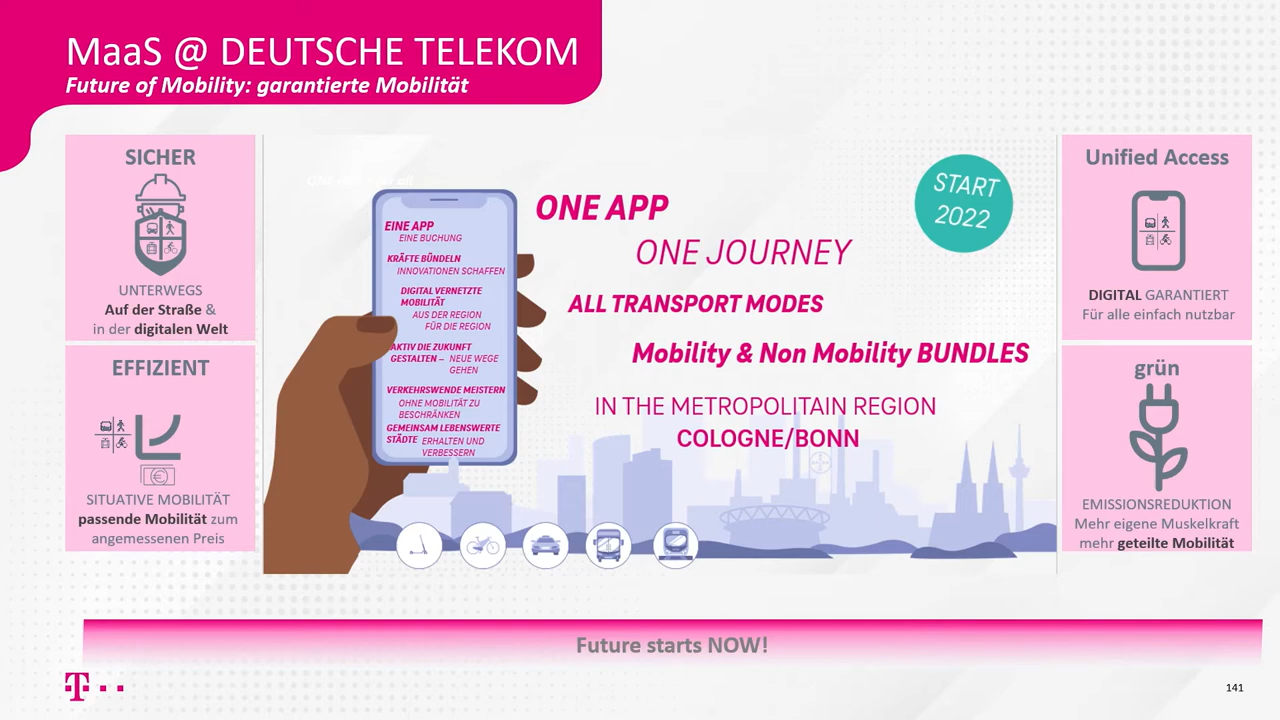 MaaS @ DEUTSCHE TELEKOM
Future of Mobility: garantierte Mobilität
SICHER
UNTERWEGS
Auf der Straße &
in der digitalen Welt
EFFIZIENT
SITUATIVE MOBILITÄT
passende Mobilität zum
angemessenen Preis
EINE APP
EINE BUCHUNG
KRÄFTE BÜNDELN
INNOVATIONEN SCHAFFEN
DIGITAL VERNETZTE
MOBILITÄT
AUS DER REGION
FÜR DIE REGION
AKTIV DIE ZUKUNFT
GESTALTEN – NEUE WEGE
GEHEN
VERKEHRSWENDE MEISTERN
OHNE MOBILITÄT ZU
BESCHRÄNKEN
GEMEINSAM LEBENSWERTE
STÄDTE ERHALTEN UND
VERBESSERN
ONE APP
ONE JOURNEY
ALL TRANSPORT MODES
Mobility & Non Mobility BUNDLES
IN THE METROPOLITAIN REGION
COLOGNE/BONN
START
2022
Unified Access
DIGITAL GARANTIERT
Für alle einfach nutzbar
grün
EMISSIONSREDUKTION
Mehr eigene Muskelkraft
mehr geteilte Mobilität
Future starts NOW!
T
141